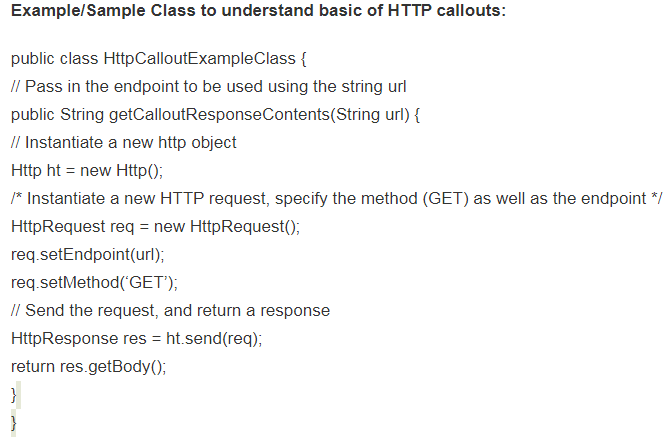 Example/Sample Class to understand basic of HTTP callouts:
public class HttpCalloutExampleClass {
// Pass in the endpoint to be used using the string url
public String getCalloutResponseContents(String url) {
// Instantiate a new http object
Http ht = new Http();
/* Instantiate a new HTTP request, specify the method (GET) as well as the endpoint */
HttpRequest req = new HttpRequest();
req.setEndpoint(url);
req.setMethod(‘GET’);
// Send the request, and return a response
HttpResponse res = ht.send(req);
return res.getBody();
}
}